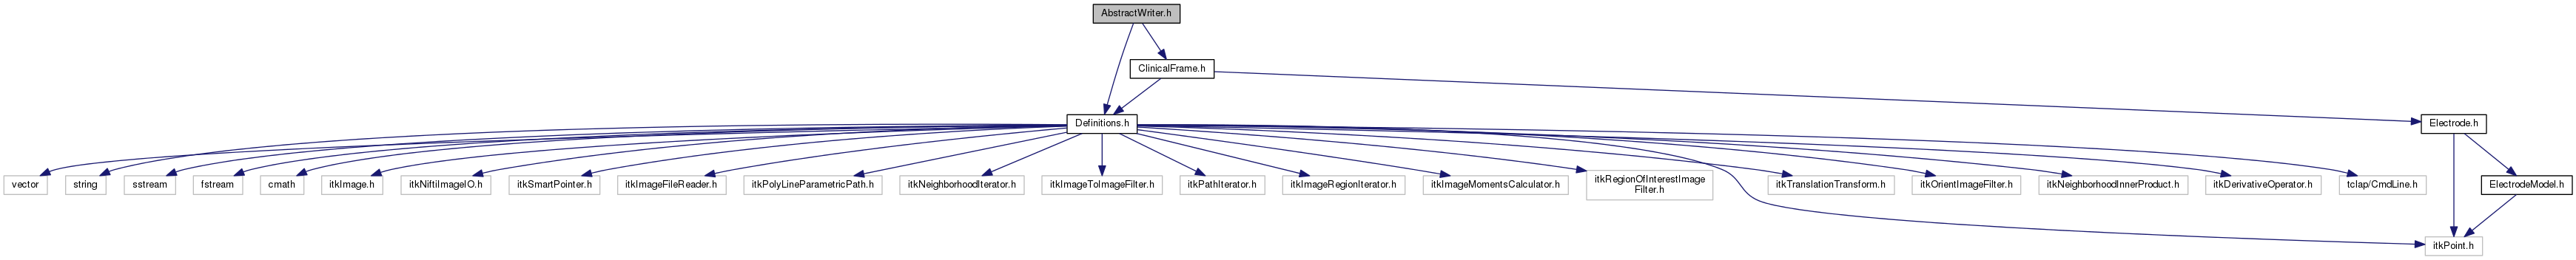 AbstractWriter.h
ClinicalFrame.h
Definitions.h
Electrode.h
vector
string
sstream
fstream
cmath
itkImage.h
itkNiftiImageIO.h
itkSmartPointer.h
itkImageFileReader.h
itkPolyLineParametricPath.h
itkNeighborhoodIterator.h
itkImageToImageFilter.h
itkPathIterator.h
itkImageRegionIterator.h
itkImageMomentsCalculator.h
itkRegionOfInterestImage
Filter.h
itkTranslationTransform.h
itkOrientImageFilter.h
itkNeighborhoodInnerProduct.h
itkDerivativeOperator.h
tclap/CmdLine.h
ElectrodeModel.h
itkPoint.h